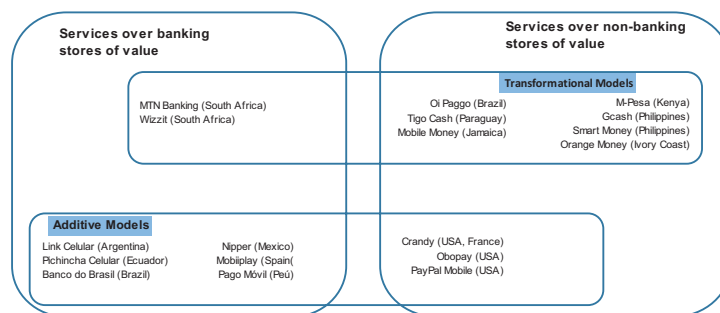 Services over banking
stores of value
Services over non-banking
stores of value
Transformational Models
MTN Banking (South Africa)
Wizzit (South Africa)
Oi Paggo (Brazil)
Tigo Cash (Paraguay)
Mobile Money (Jamaica)
M-Pesa (Kenya)
Gcash (Philippines)
Smart Money (Philippines)
Orange Money (Ivory Coast)
Additive Models
Link Celular (Argentina)
Pichincha Celular (Ecuador)
Banco do Brasil (Brazil)
Nipper (Mexico)
Mobiiplay (Spain(
Pago Móvil (Peú)
Crandy (USA, France)
Obopay (USA)
PayPal Mobile (USA)